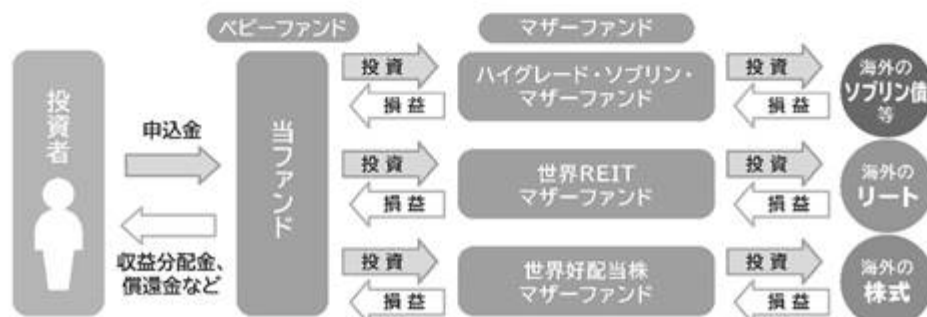 ベビーファンド
マザーファンド
投資者
申込金
収益分配金、
償還金など
当ファンド
投資
損益
ハイグレード・ソブリン・
マザーファンド
投資
損益
海外の
ソブリン債
等
投資
損益
世界REIT
マザーファンド
投資
損益
海外の
リート
投資
損益
世界好配当株
マザーファンド
投資
損益
海外の
株式